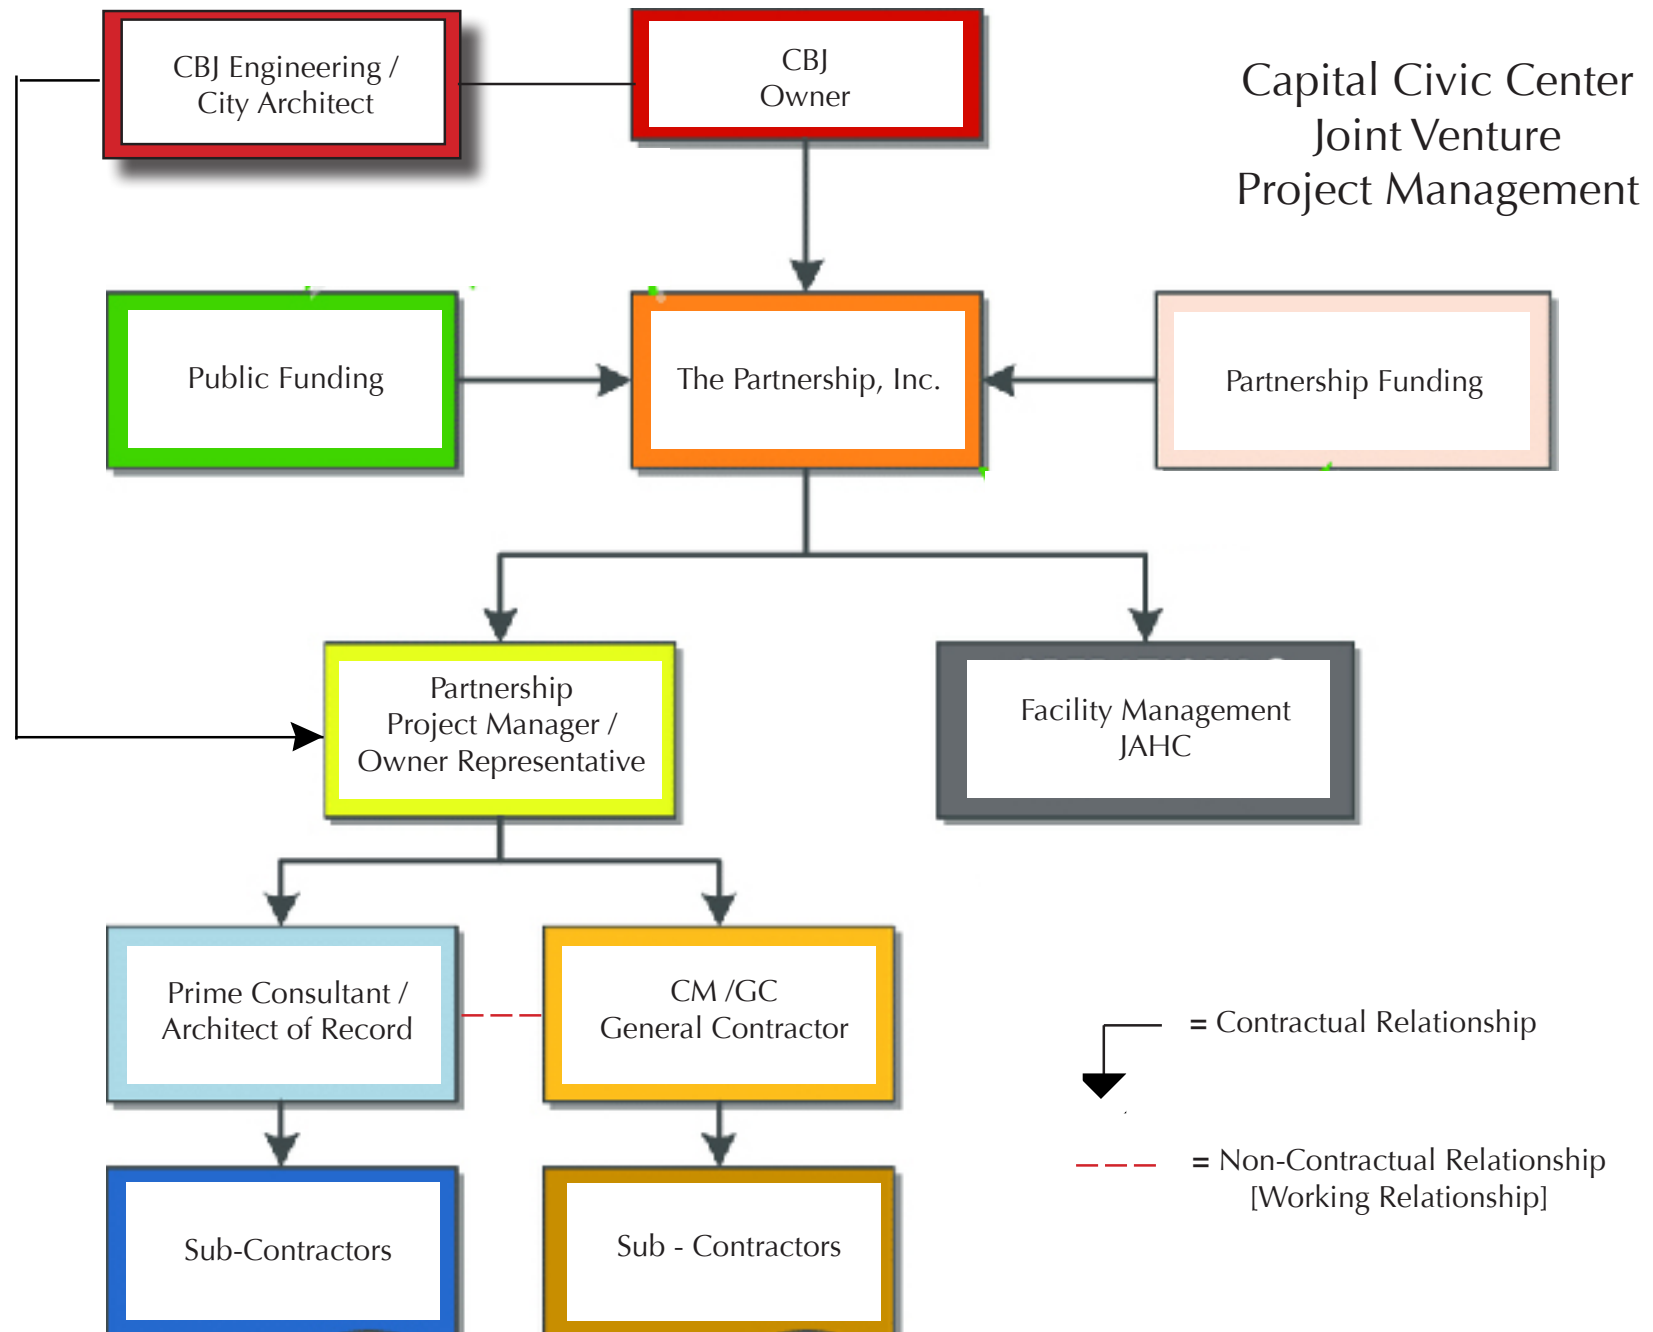 CBJ Engineering /
City Architect
CBJ
Owner
Capital Civic Center
Joint Venture
Project Management
Public Funding
The Partnership, Inc.
Partnership Funding
Partnership
Project Manager /
Owner Representative
Facility Management
JAHC
Prime Consultant /
Architect of Record
CM /GC
General Contractor
= Contractual Relationship
= Non-Contractual Relationship
[Working Relationship]
Sub-Contractors
Sub - Contractors